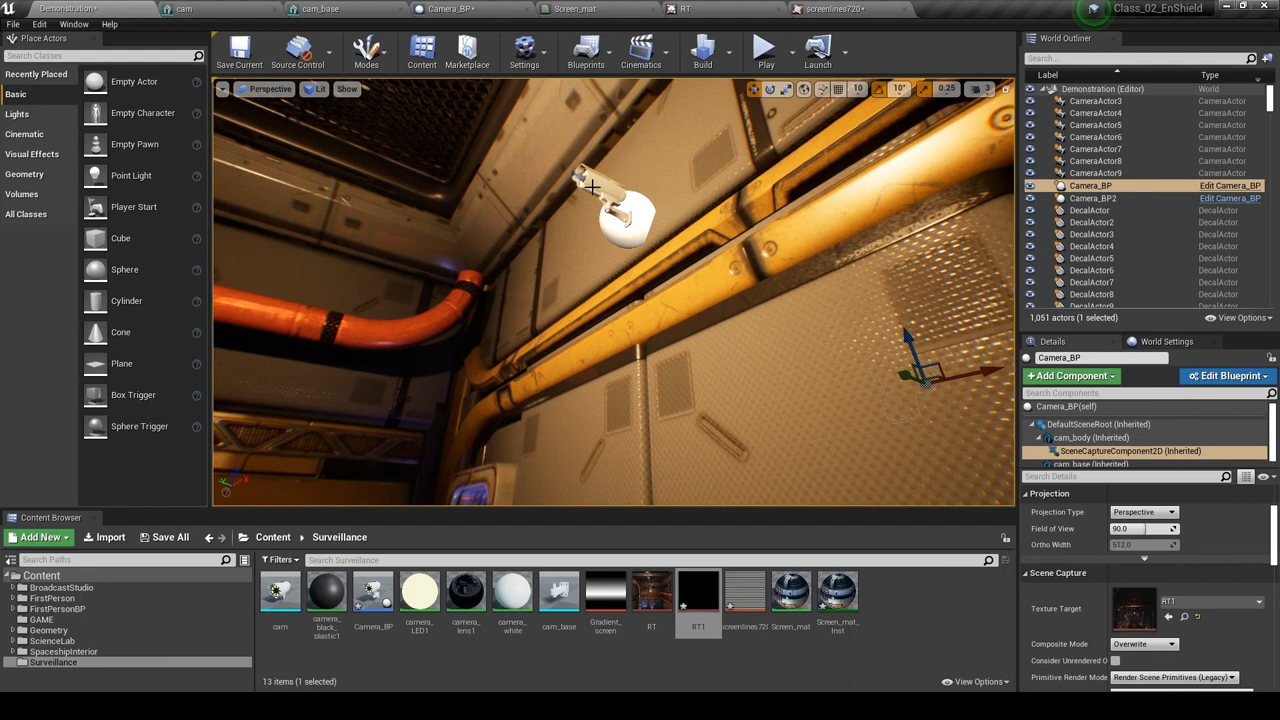 Demonstration* cam cam_base Camera_BP* Screen_mat RT screenlines720* Class_02_EnShield
File Edit Window Help
Place Actors
Search Classes
Recently Placed
Basic
Lights
Cinematic
Visual Effects
Geometry
Volumes
All Classes
Empty Actor
Empty Character
Empty Pawn
Point Light
Player Start
Cube
Sphere
Cylinder
Cone
Plane
Box Trigger
Sphere Trigger
Save Current Source Control Modes Content Marketplace Settings Blueprints Cinematics Build Play Launch
Perspective Lit Show 10 10° 0.25 3
World Outliner
Search...
Label Type
Demonstration (Editor) World
CameraActor3 CameraActor
CameraActor4 CameraActor
CameraActor5 CameraActor
CameraActor6 CameraActor
CameraActor7 CameraActor
CameraActor8 CameraActor
CameraActor9 CameraActor
Camera_BP Edit Camera_BP
Camera_BP2 Edit Camera_BP
DecalActor DecalActor
DecalActor2 DecalActor
DecalActor3 DecalActor
DecalActor4 DecalActor
DecalActor5 DecalActor
DecalActor6 DecalActor
DecalActor7 DecalActor
DecalActor8 DecalActor
DecalActor9 DecalActor
1,051 actors (1 selected) View Options
Details World Settings
Camera_BP
+Add Component Edit Blueprint
Search Components
Camera_BP(self)
DefaultSceneRoot (Inherited)
cam_body (Inherited)
SceneCaptureComponent2D (Inherited)
cam_base (Inherited)
Search Details
Projection
Projection Type Perspective
Field of View 90.0
Ortho Width 512.0
Scene Capture
Texture Target RT1
Composite Mode Overwrite
Consider Unrendered O
Primitive Render Mode Render Scene Primitives (Legacy)
Content Browser
Add New Import Save All Content Surveillance
Search Paths
Filters Search Surveillance
Content
BroadcastStudio
FirstPerson
FirstPersonBP
GAME
Geometry
ScienceLab
SpaceshipInterior
Surveillance
cam
camera_black_plastic1
Camera_BP
camera_LED1
camera_lens1
camera_white
cam_base
Gradient_screen
RT
RT1
screenlines720
Screen_mat
Screen_mat_Inst
13 items (1 selected) View Options